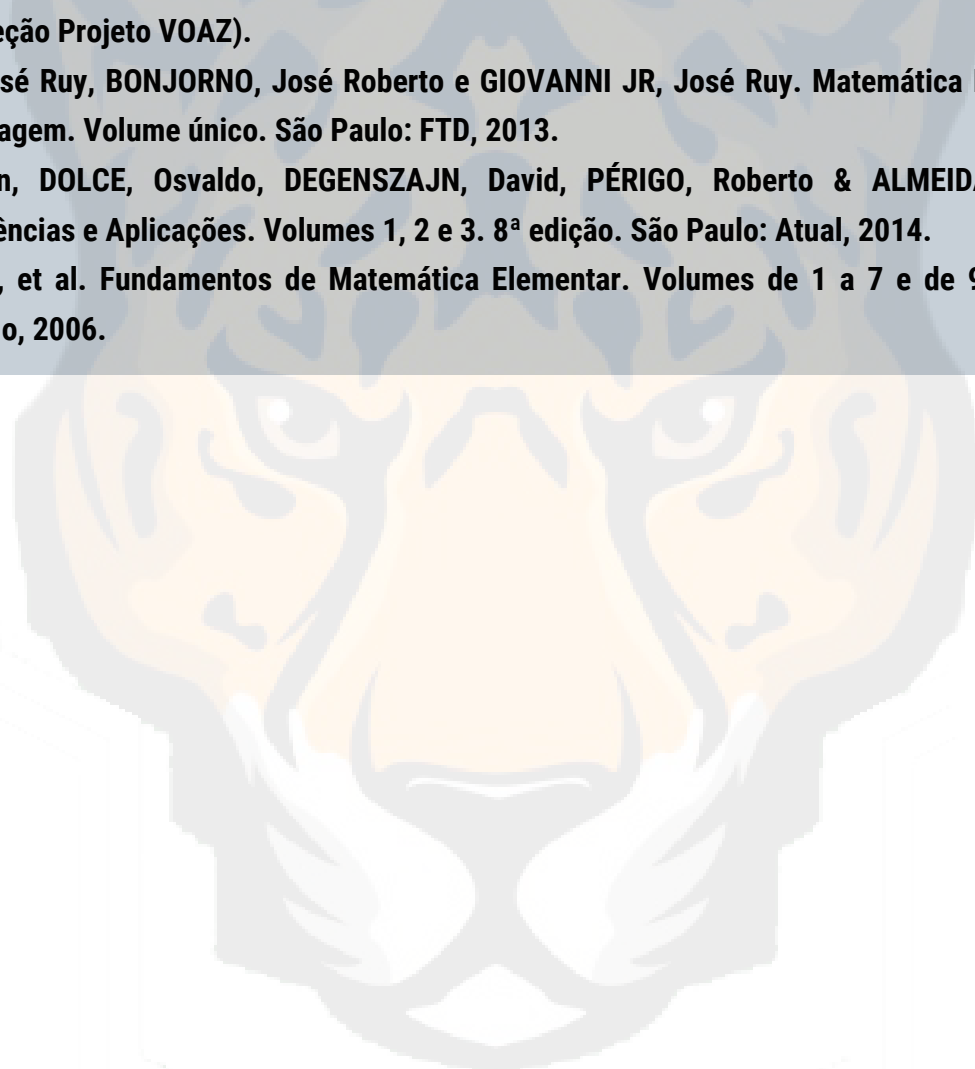 eção Projeto VOAZ).
sé Ruy, BONJORNO, José Roberto e GIOVANNI JR, José Ruy. Matemática
agem. Volume único. São Paulo: FTD, 2013.
n, DOLCE, Osvaldo, DEGENSZAJN, David, PÉRIGO, Roberto & ALMEIDA
ências e Aplicações. Volumes 1, 2 e 3. 8ª edição. São Paulo: Atual, 2014.
, et al. Fundamentos de Matemática Elementar. Volumes de 1 a 7 e de 9
o, 2006.